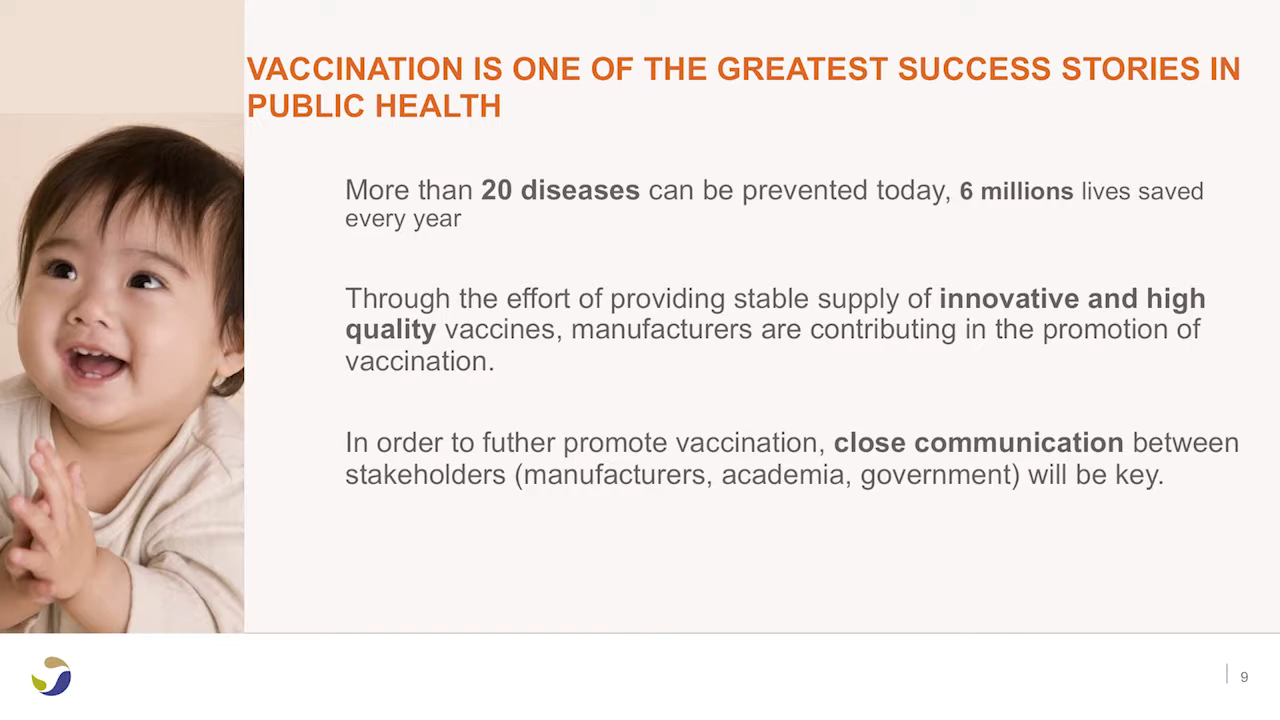 VACCINATION IS ONE OF THE GREATEST SUCCESS STORIES IN
PUBLIC HEALTH
More than 20 diseases can be prevented today, 6 millions lives saved
every year
Through the effort of providing stable supply of innovative and high
quality vaccines, manufacturers are contributing in the promotion of
vaccination.
In order to futher promote vaccination, close communication between
stakeholders (manufacturers, academia, government) will be key.
9